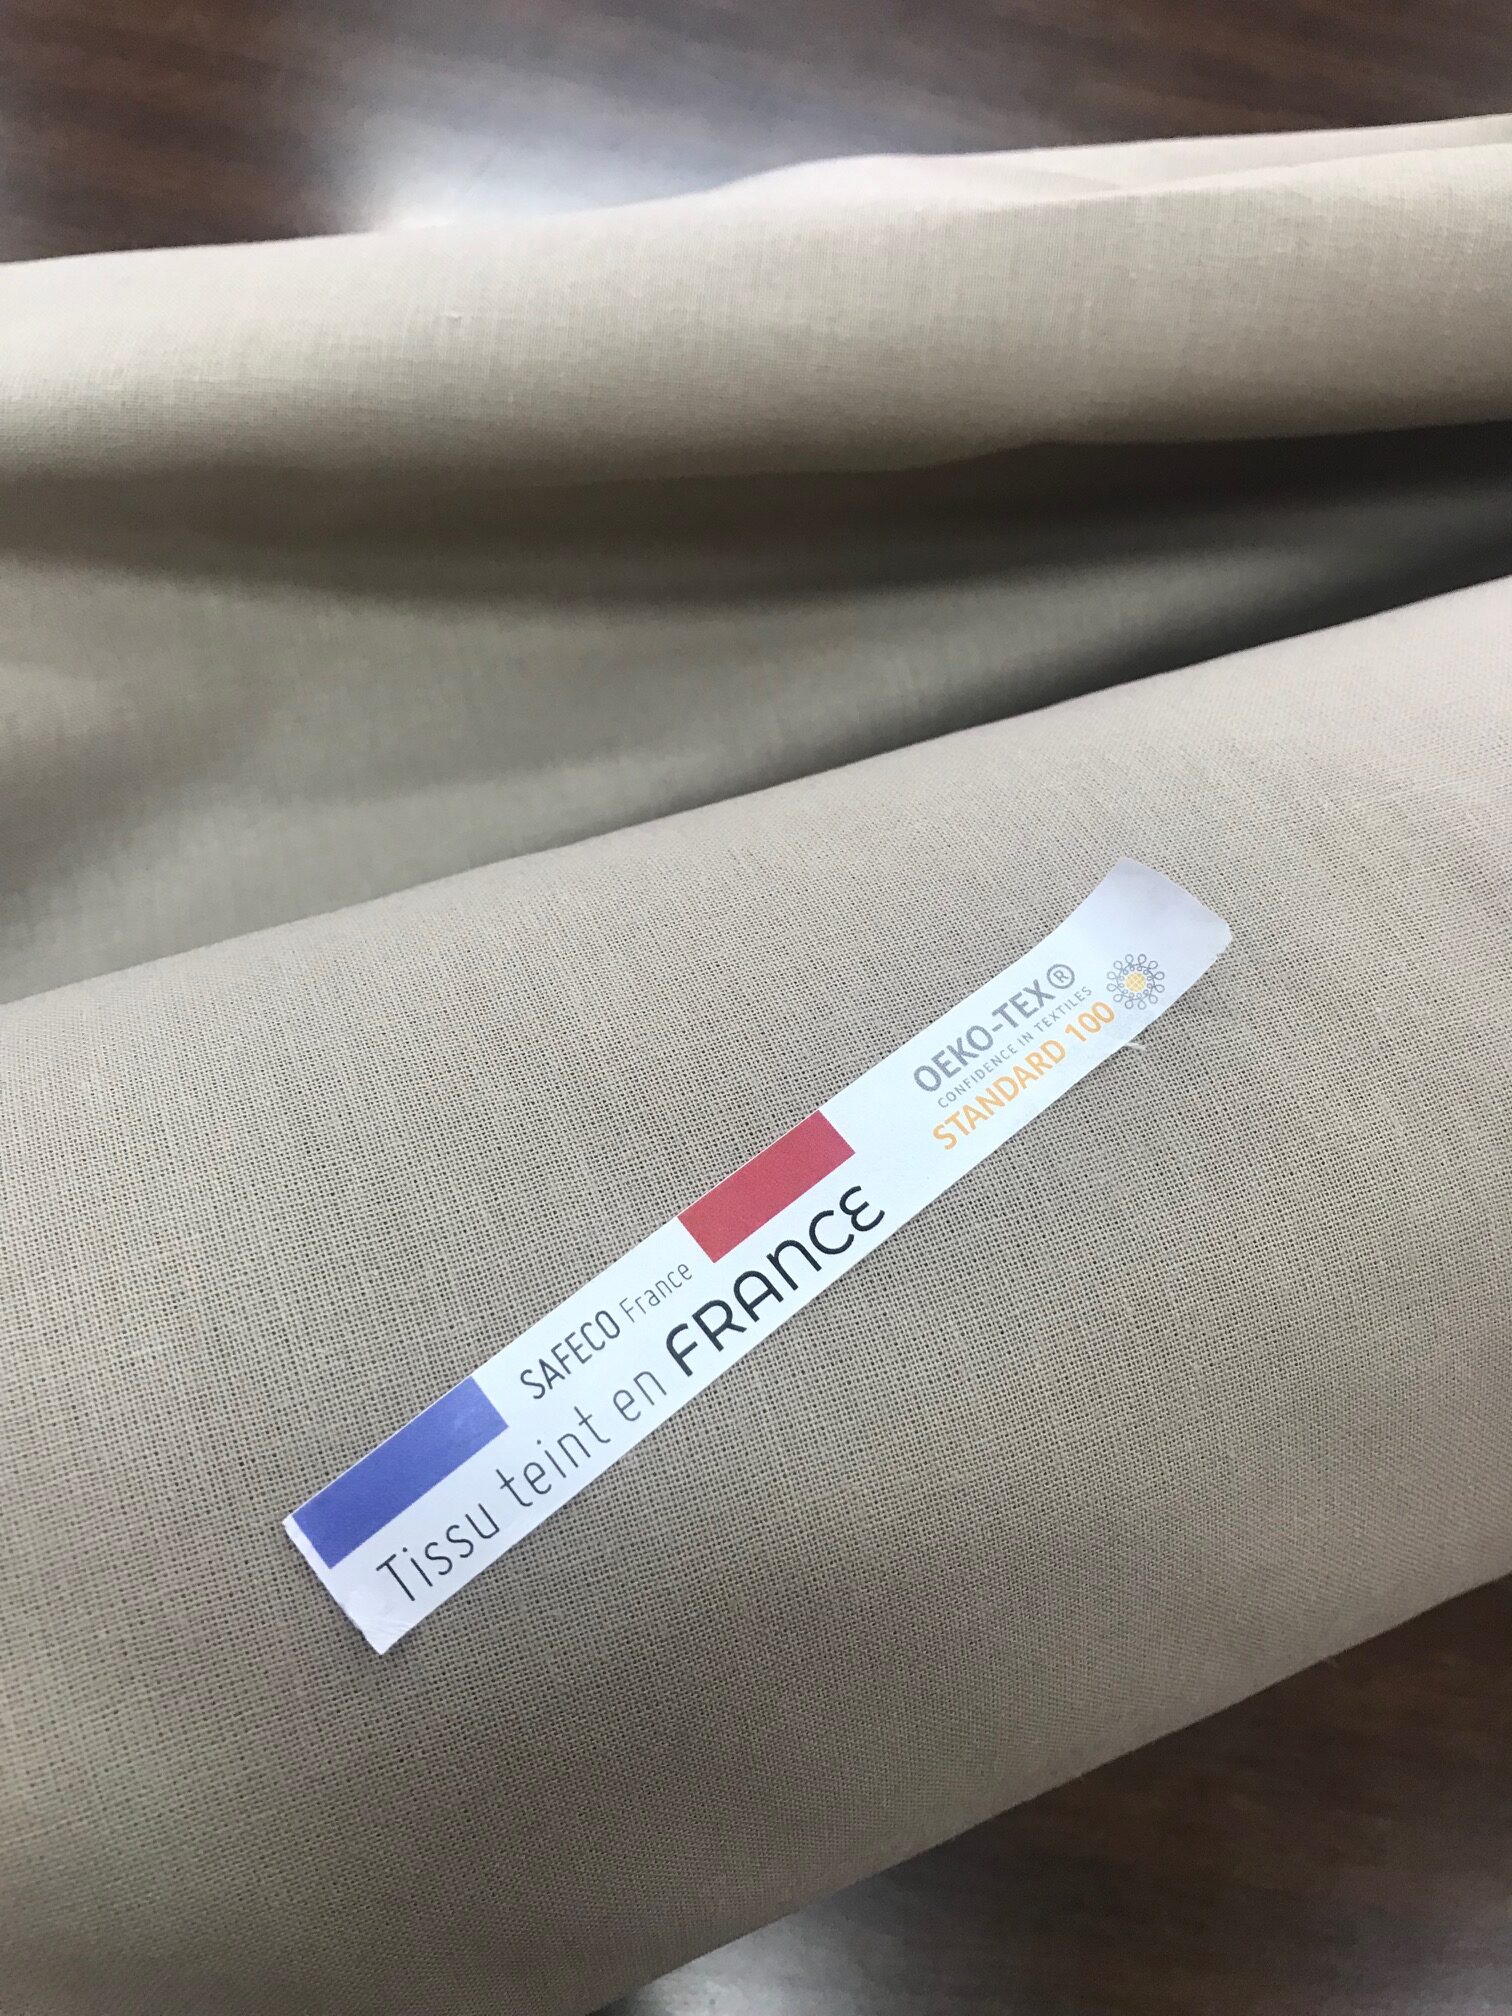 SAFECO France
Tissu teint en FRANCE
OEKO-TEX®
CONFIDENCE IN TEXTILES
STANDARD 100